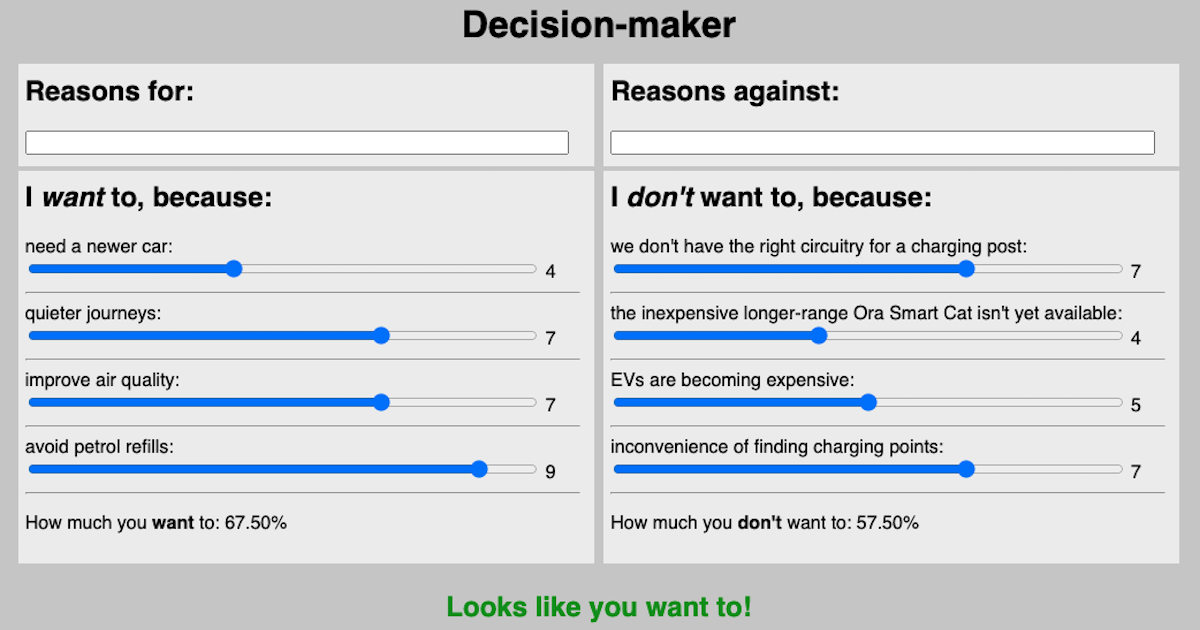 Decision-maker
Reasons for:
Reasons against:
I want to, because:
need a newer car:
4
quieter journeys:
7
improve air quality:
7
avoid petrol refills:
9
How much you want to: 67.50%
I don't want to, because:
we don't have the right circuitry for a charging post:
7
the inexpensive longer-range Ora Smart Cat isn't yet available:
4
EVs are becoming expensive:
5
inconvenience of finding charging points:
7
How much you don't want to: 57.50%
Looks like you want to!